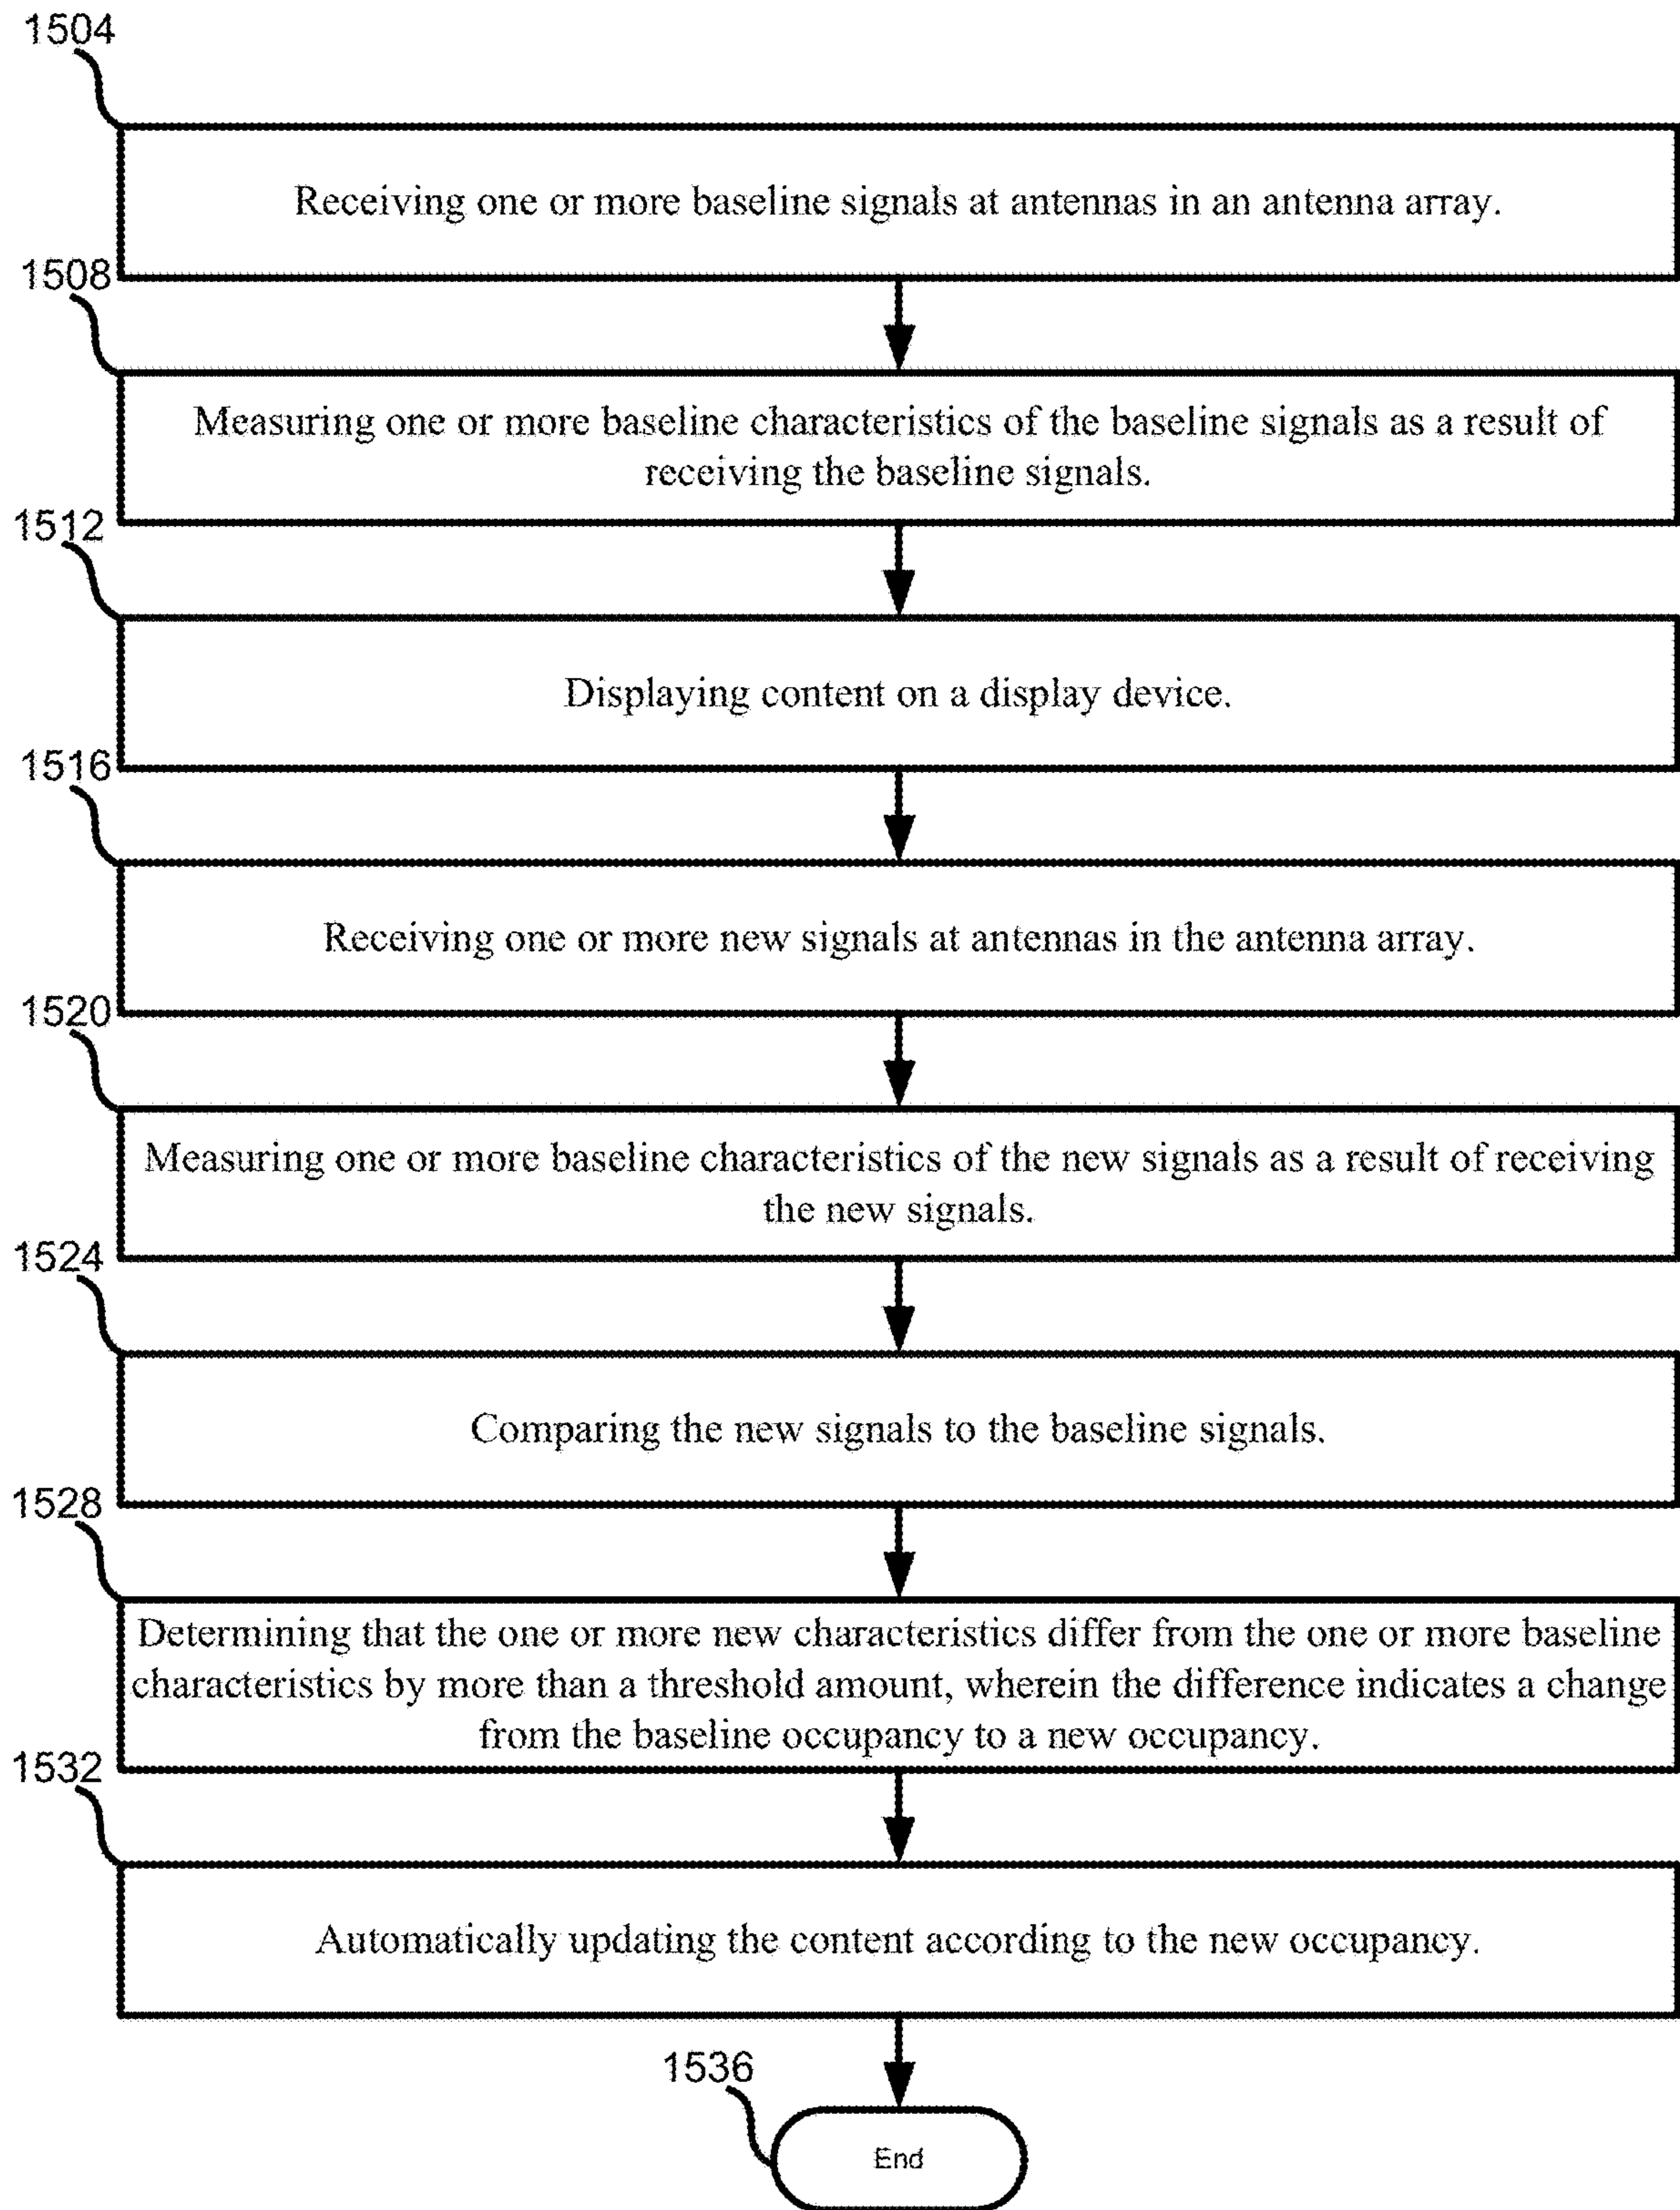 1504
Receiving one or more baseline signals at antennas in an antenna array.
1508
Measuring one or more baseline characteristics of the baseline signals as a result of
receiving the baseline signals.
1512
Displaying content on a display device.
1516
Receiving one or more new signals at antennas in the antenna array.
1520
Measuring one or more baseline characteristics of the new signals as a result of receiving
the new signals.
1524
Comparing the new signals to the baseline signals.
1528
Determining that the one or more new characteristics differ from the one or more baseline
characteristics by more than a threshold amount, wherein the difference indicates a change
from the baseline occupancy to a new occupancy.
1532
Automatically updating the content according to the new occupancy.
1536
End